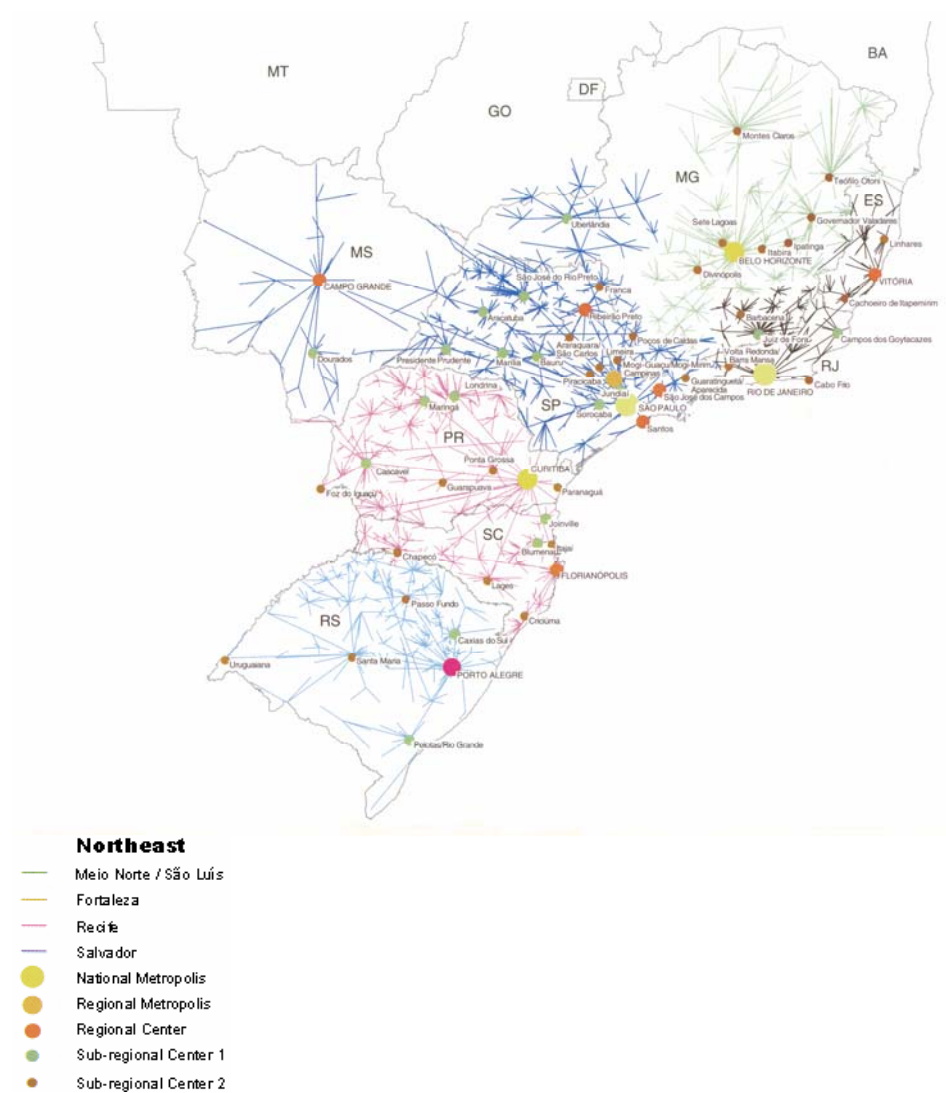 BA
MT
DF
GO
Montes Claros
MG
Teófilo Otoni
ES
Sete Lagoas
Governador Valadares
Uberlândia
Linhares
Ipatinga
Itabira
MS
BELO HORIZONTE
Divinópolis
São José do Rio Preto
VITÓRIA
CAMPO GRANDE
Franca
Cachoeiro de Itapemirim
Ribeirão Preto
Barbacena
Aracatuba
Juiz de Fora
Campos dos Goytacazes
Araraquara/
São Carlos
Poços de Caldas
Limeira
Volta Redonda/
Barra Mansa
Dourados
Presidente Prudente
Marília
Bauru
Mogi-Guaçu/Mogi-Mirim
RJ
Campinas
Piracicaba
Guaratinguetá/
Aparecida
Cabo Frio
Londrina
Jundiaí
RIO DE JANEIRO
São José dos Campos
Maringá
SP
SÃO PAULO
Sorocaba
Santos
PR
Ponta Grossa
Cascavel
CURITIBA
Guarapuava
Foz do Iguaçu
Paranaguá
Joinville
SC
Blumenau
Itajaí
Chapecó
FLORIANÓPOLIS
Lages
Passo Fundo
RS
Criciúma
Caxias do Sul
Uruguaiana
Santa Maria
PORTO ALEGRE
Pelotas/Rio Grande
Northeast
Meio Norte / São Luís
Fortaleza
Recife
Salvador
National Metropolis
Regional Metropolis
Regional Center
Sub-regional Center 1
Sub-regional Center 2